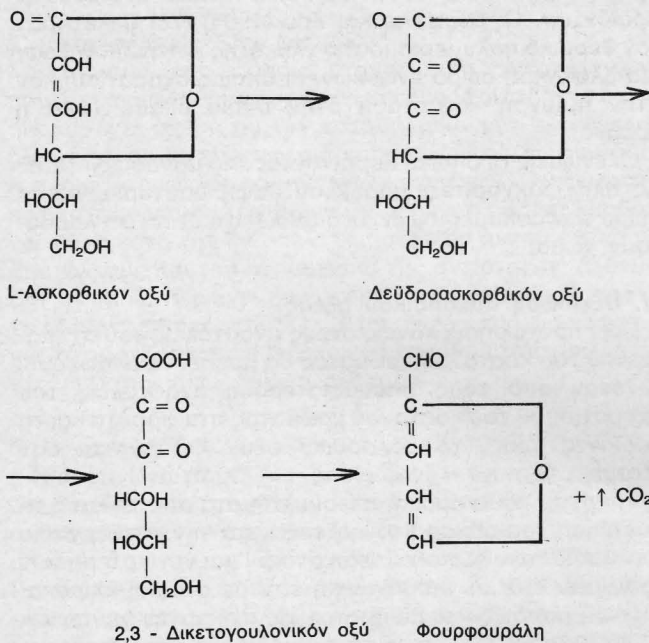 O = C
COH
COH
HC
HOCH
CH₂OH
O
L-Ασκορβικόν οξύ
O = C
C = O
C = O
HC
HOCH
CH₂OH
O
Δεϋδροασκορβικόν οξύ
COOH
C = O
C = O
HCOH
HOCH
CH₂OH
2,3 - Δικετογουλονικόν οξύ
CHO
C
CH
CH
CH
O
+ ↑ CO₂
Φουρφουράλη